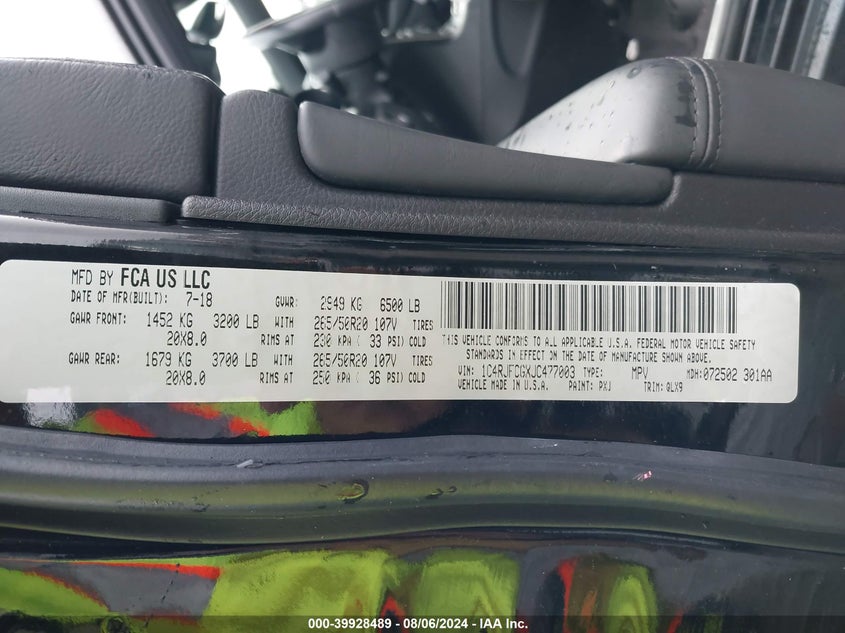 MFD BY FCA US LLC
DATE OF MFR(BUILT): 7-18 GVWR: 2949 KG 6500 LB
GAWR FRONT: 1452 KG 3200 LB WITH 265/50R20 107V TIRES
20X8.0 RIMS AT 230 KPA ( 33 PSI) COLD
GAWR REAR: 1679 KG 3700 LB WITH 265/50R20 107V TIRES
20X8.0 RIMS AT 250 KPA ( 36 PSI) COLD
THIS VEHICLE CONFORMS TO ALL APPLICABLE U.S.A. FEDERAL MOTOR VEHICLE SAFETY
STANDARDS IN EFFECT ON THE DATE OF MANUFACTURE SHOWN ABOVE.
VIN: 1C4RJFCGXJC477003 TYPE: MPV MDH: 072502 301AA
VEHICLE MADE IN U.S.A. PAINT: PXJ TRIM: QLX9
000-39928489 - 08/06/2024 - IAA Inc.